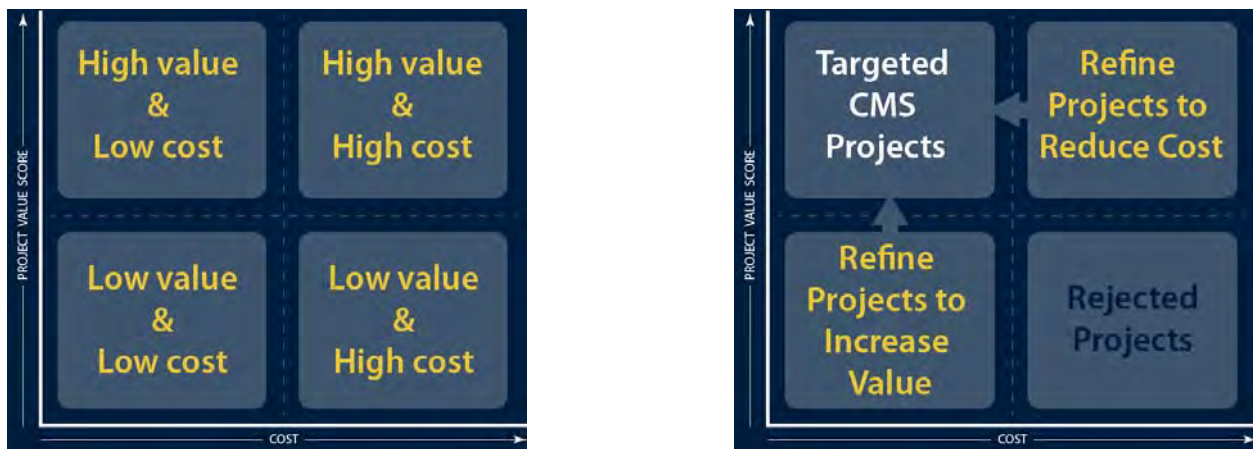 PROJECT VALUE SCORE
High value
&
Low cost
High value
&
High cost
Low value
&
Low cost
Low value
&
High cost
COST
PROJECT VALUE SCORE
Targeted
CMS
Projects
Refine
Projects to
Reduce Cost
Refine
Projects to
Increase
Value
Rejected
Projects
COST